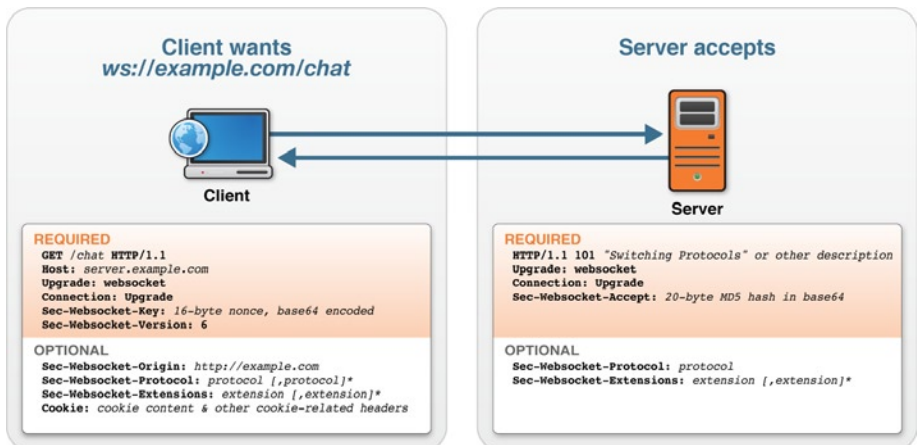 Client wants
ws://example.com/chat
Client
REQUIRED
GET /chat HTTP/1.1
Host: server.example.com
Upgrade: websocket
Connection: Upgrade
Sec-Websocket-Key: 16-byte nonce, base64 encoded
Sec-Websocket-Version: 6
OPTIONAL
Sec-Websocket-Origin: http://example.com
Sec-Websocket-Protocol: protocol [,protocol]*
Sec-Websocket-Extensions: extension [,extension]*
Cookie: cookie content & other cookie-related headers
Server accepts
Server
REQUIRED
HTTP/1.1 101 "Switching Protocols" or other description
Upgrade: websocket
Connection: Upgrade
Sec-Websocket-Accept: 20-byte MD5 hash in base64
OPTIONAL
Sec-Websocket-Protocol: protocol
Sec-Websocket-Extensions: extension [,extension]*